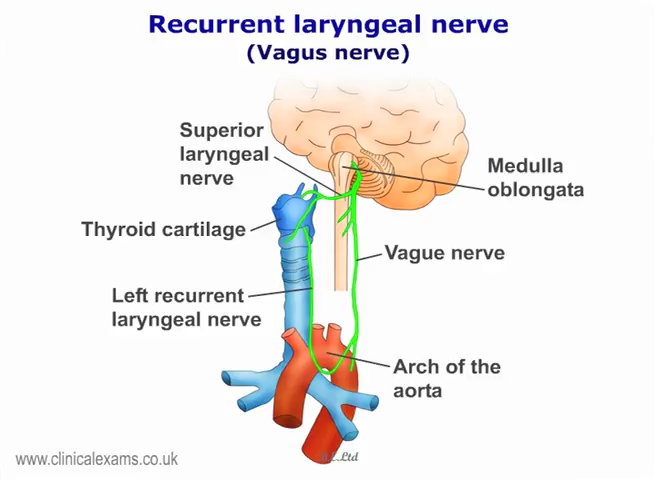 Recurrent laryngeal nerve
(Vagus nerve)
Superior
laryngeal
nerve
Medulla
oblongata
Thyroid cartilage
Vague nerve
Left recurrent
laryngeal nerve
Arch of the
aorta
www.clinicalexams.co.uk